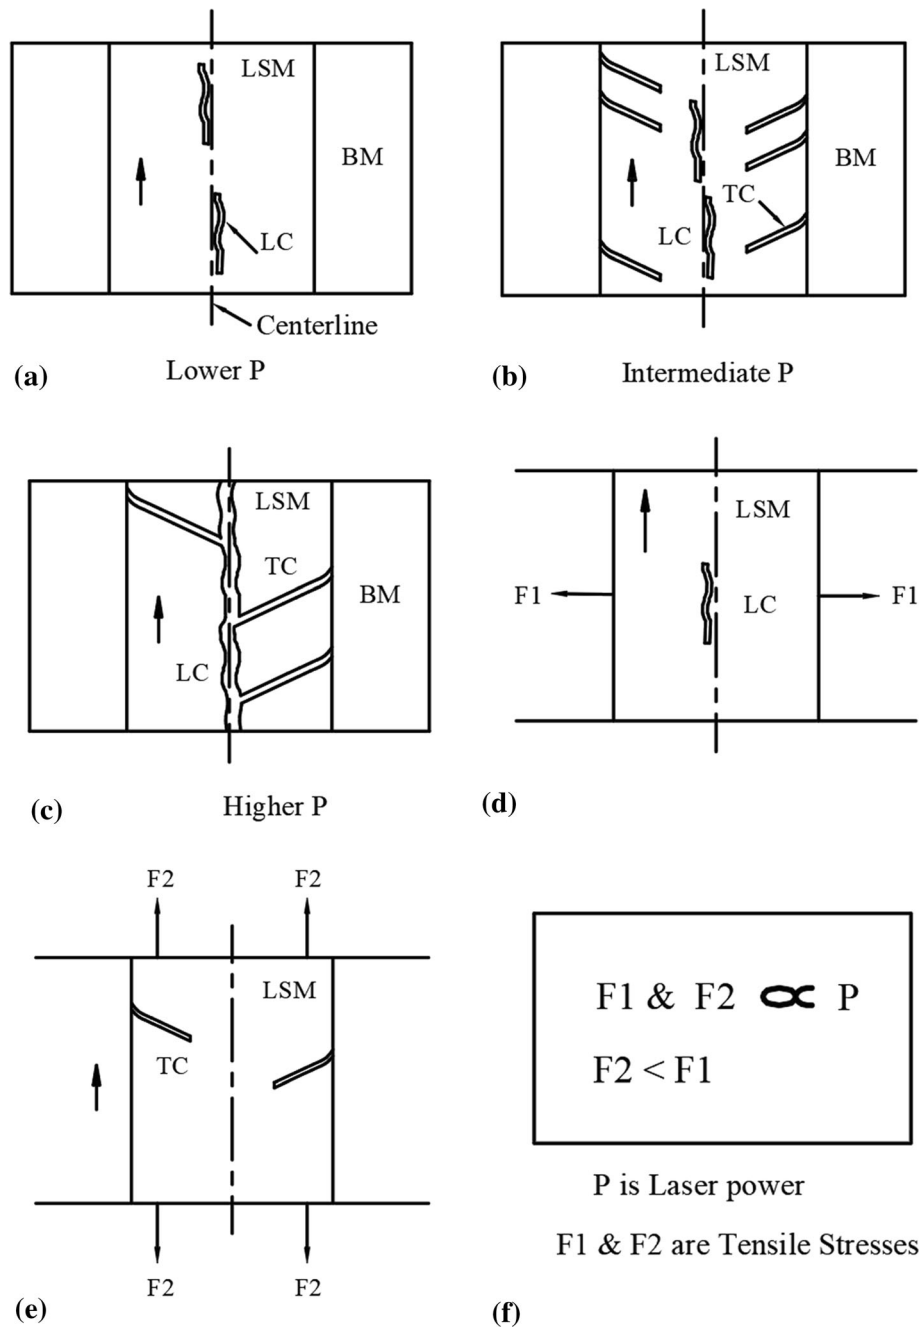 LSM
BM
LC
Centerline
(a)
Lower P
LSM
BM
TC
LC
(b)
Intermediate P
LSM
TC
BM
LC
(c)
Higher P
LSM
F1
F1
LC
(d)
F2
F2
LSM
TC
F2
F2
(e)
F1 & F2 ∝ P
F2 < F1
P is Laser power
F1 & F2 are Tensile Stresses
(f)